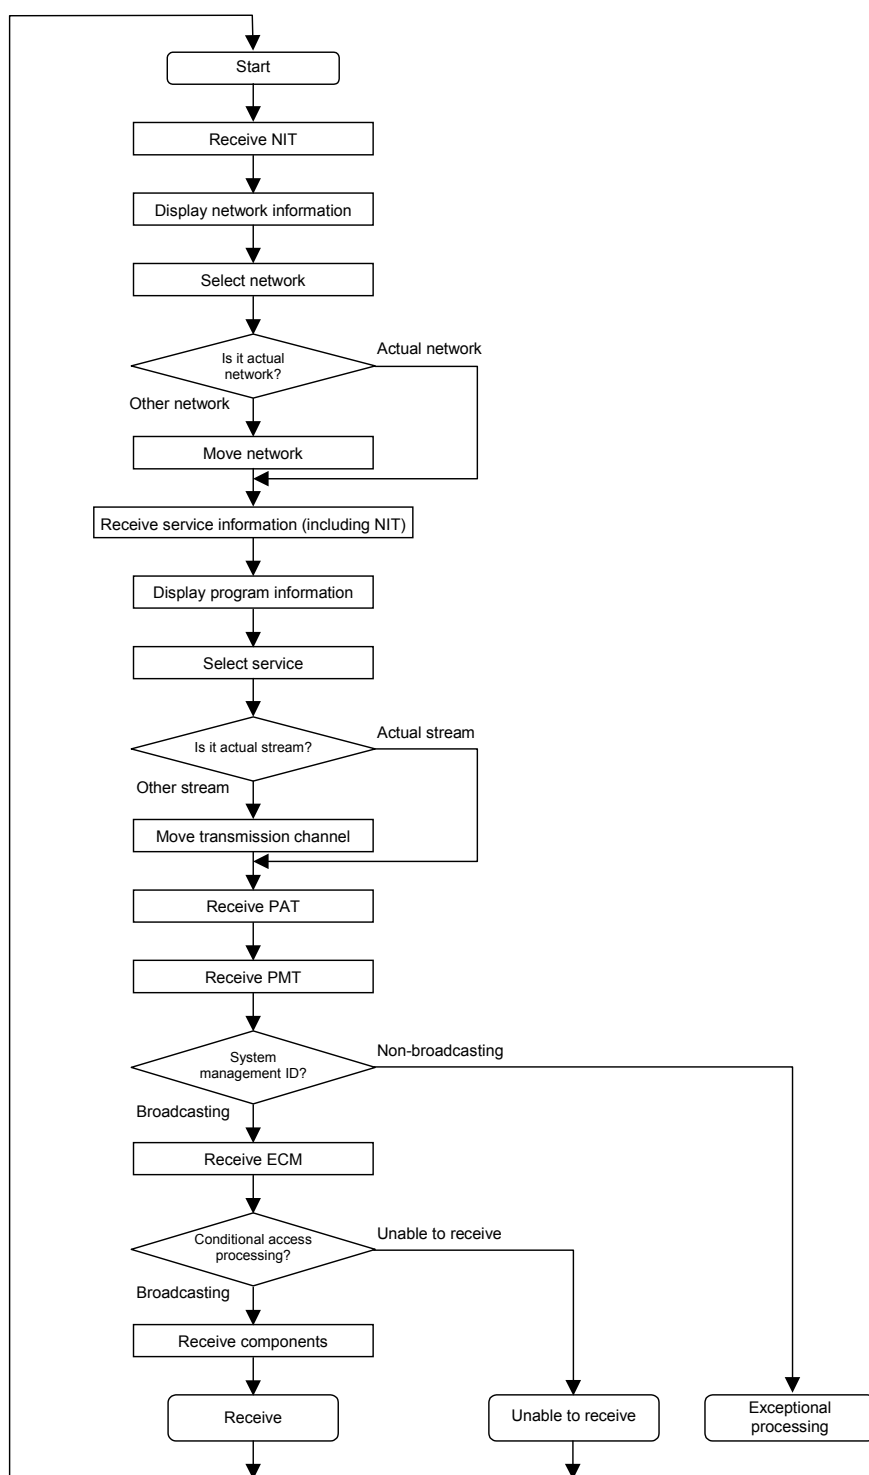 Start
Receive NIT
Display network information
Select network
Is it actual
network?
Actual network
Other network
Move network
Receive service information (including NIT)
Display program information
Select service
Is it actual stream?
Actual stream
Other stream
Move transmission channel
Receive PAT
Receive PMT
System
management ID?
Non-broadcasting
Broadcasting
Receive ECM
Conditional access
processing?
Unable to receive
Broadcasting
Receive components
Receive
Unable to receive
Exceptional
processing